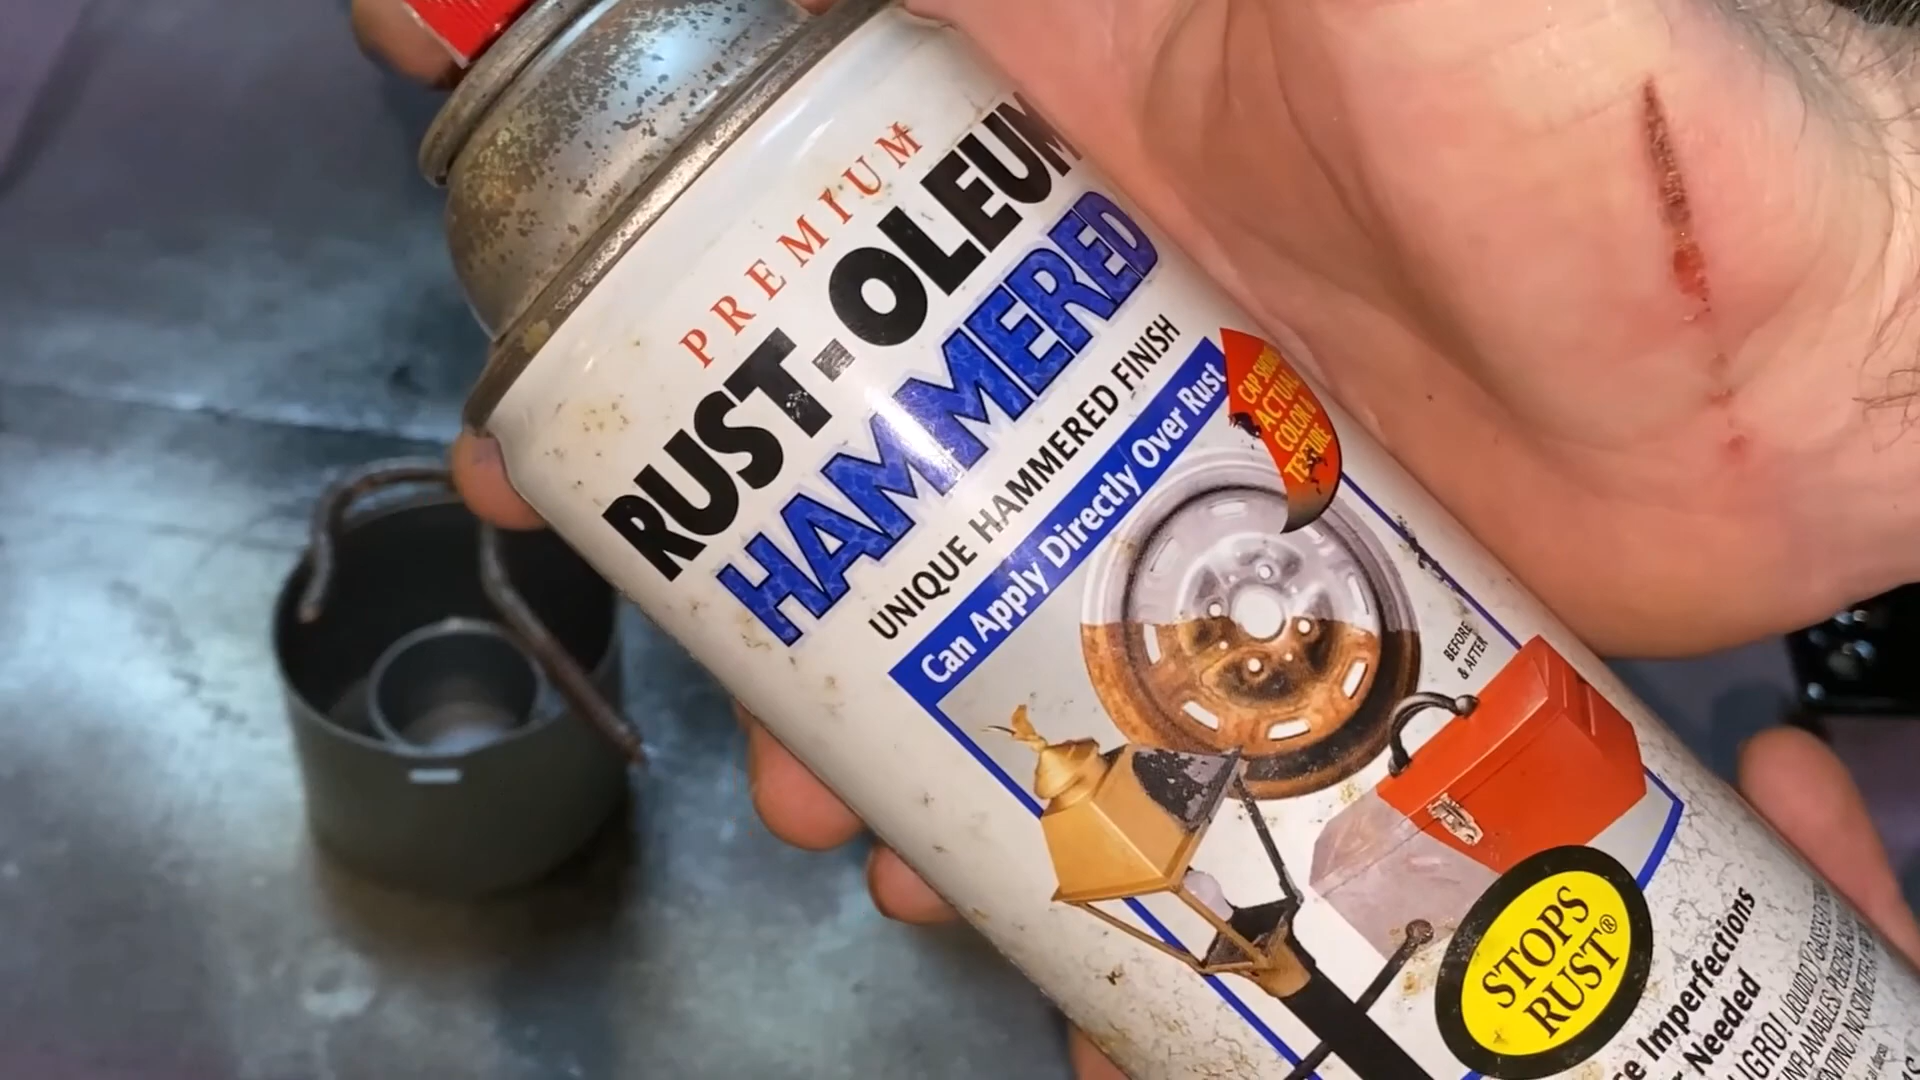 PREMIUM
RUST-OLEUM
HAMMERED
UNIQUE HAMMERED FINISH
Can Apply Directly Over Rust
CAP SHOWS
ACTUAL
COLOR &
TEXTURE
BEFORE
& AFTER
STOPS
RUST®
Imperfections
Needed